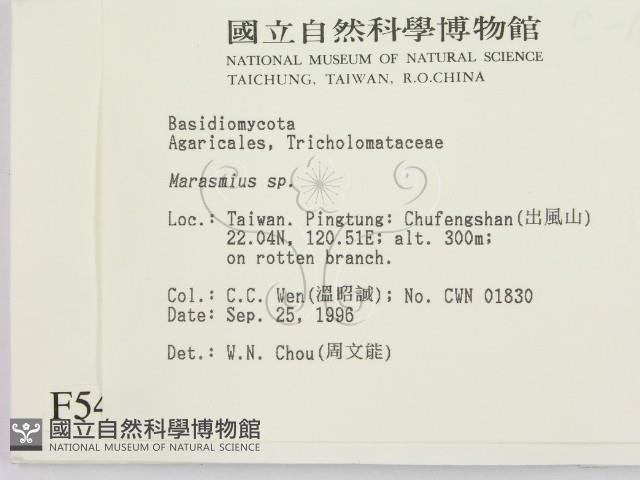 國立自然科學博物館
NATIONAL MUSEUM OF NATURAL SCIENCE
TAICHUNG, TAIWAN, R.O.CHINA
Basidiomycota
Agaricales, Tricholomataceae
Marasmius sp.
Loc.: Taiwan. Pingtung: Chufengshan(出風山)
22.04N, 120.51E; alt. 300m;
on rotten branch.
Col.: C.C. Wen(溫昭誠); No. CWN 01830
Date: Sep. 25, 1996
Det.: W.N. Chou(周文能)
F54
國立自然科學博物館
NATIONAL MUSEUM OF NATURAL SCIENCE